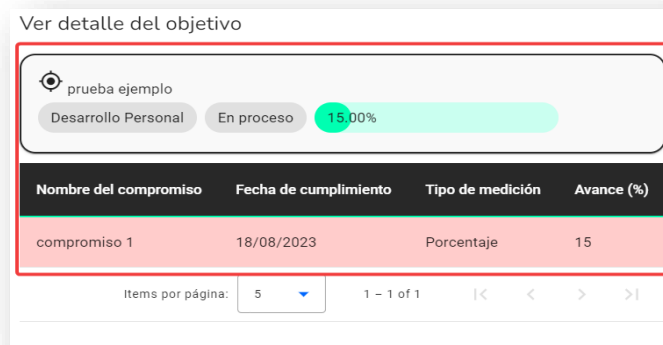 Ver detalle del objetivo
prueba ejemplo
Desarrollo Personal En proceso 15.00%
Nombre del compromiso Fecha de cumplimiento Tipo de medición Avance (%)
compromiso 1 18/08/2023 Porcentaje 15
Items por página: 5 1 – 1 of 1